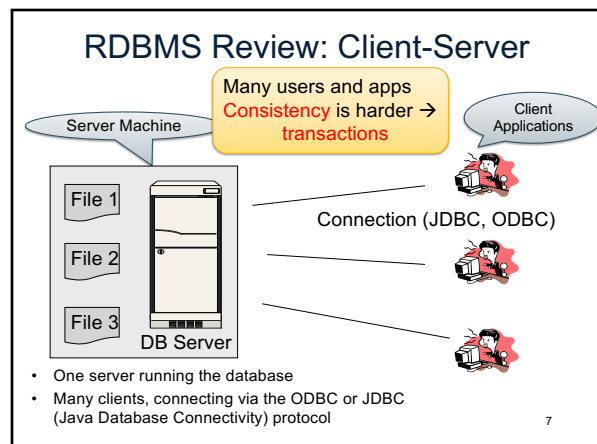 RDBMS Review: Client-Server
Many users and apps
Consistency is harder →
transactions
Server Machine
Client
Applications
File 1
File 2
File 3
DB Server
Connection (JDBC, ODBC)
• One server running the database
• Many clients, connecting via the ODBC or JDBC
(Java Database Connectivity) protocol
7